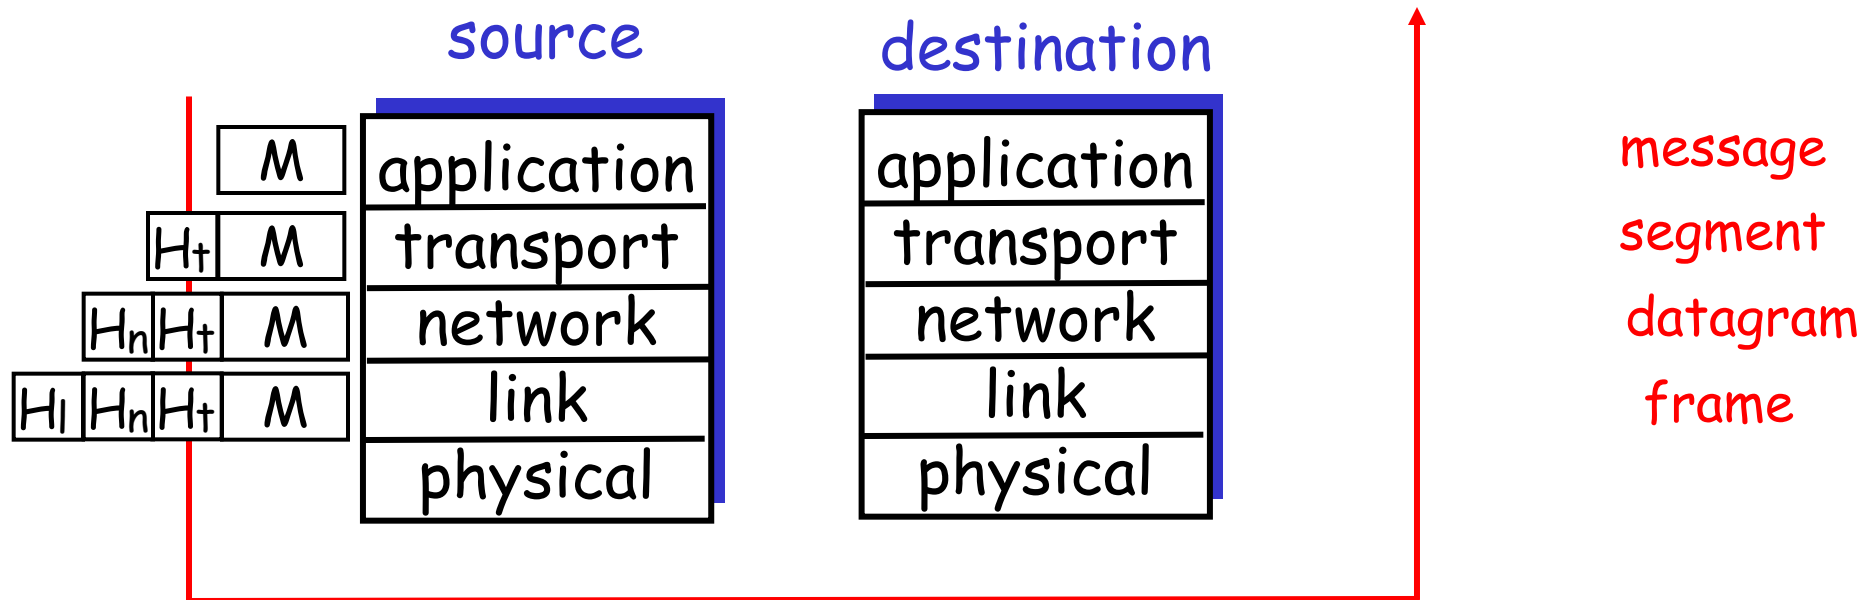 source destination
M application application message
Ht M transport transport segment
Hn Ht M network network datagram
Hl Hn Ht M link link frame
physical physical